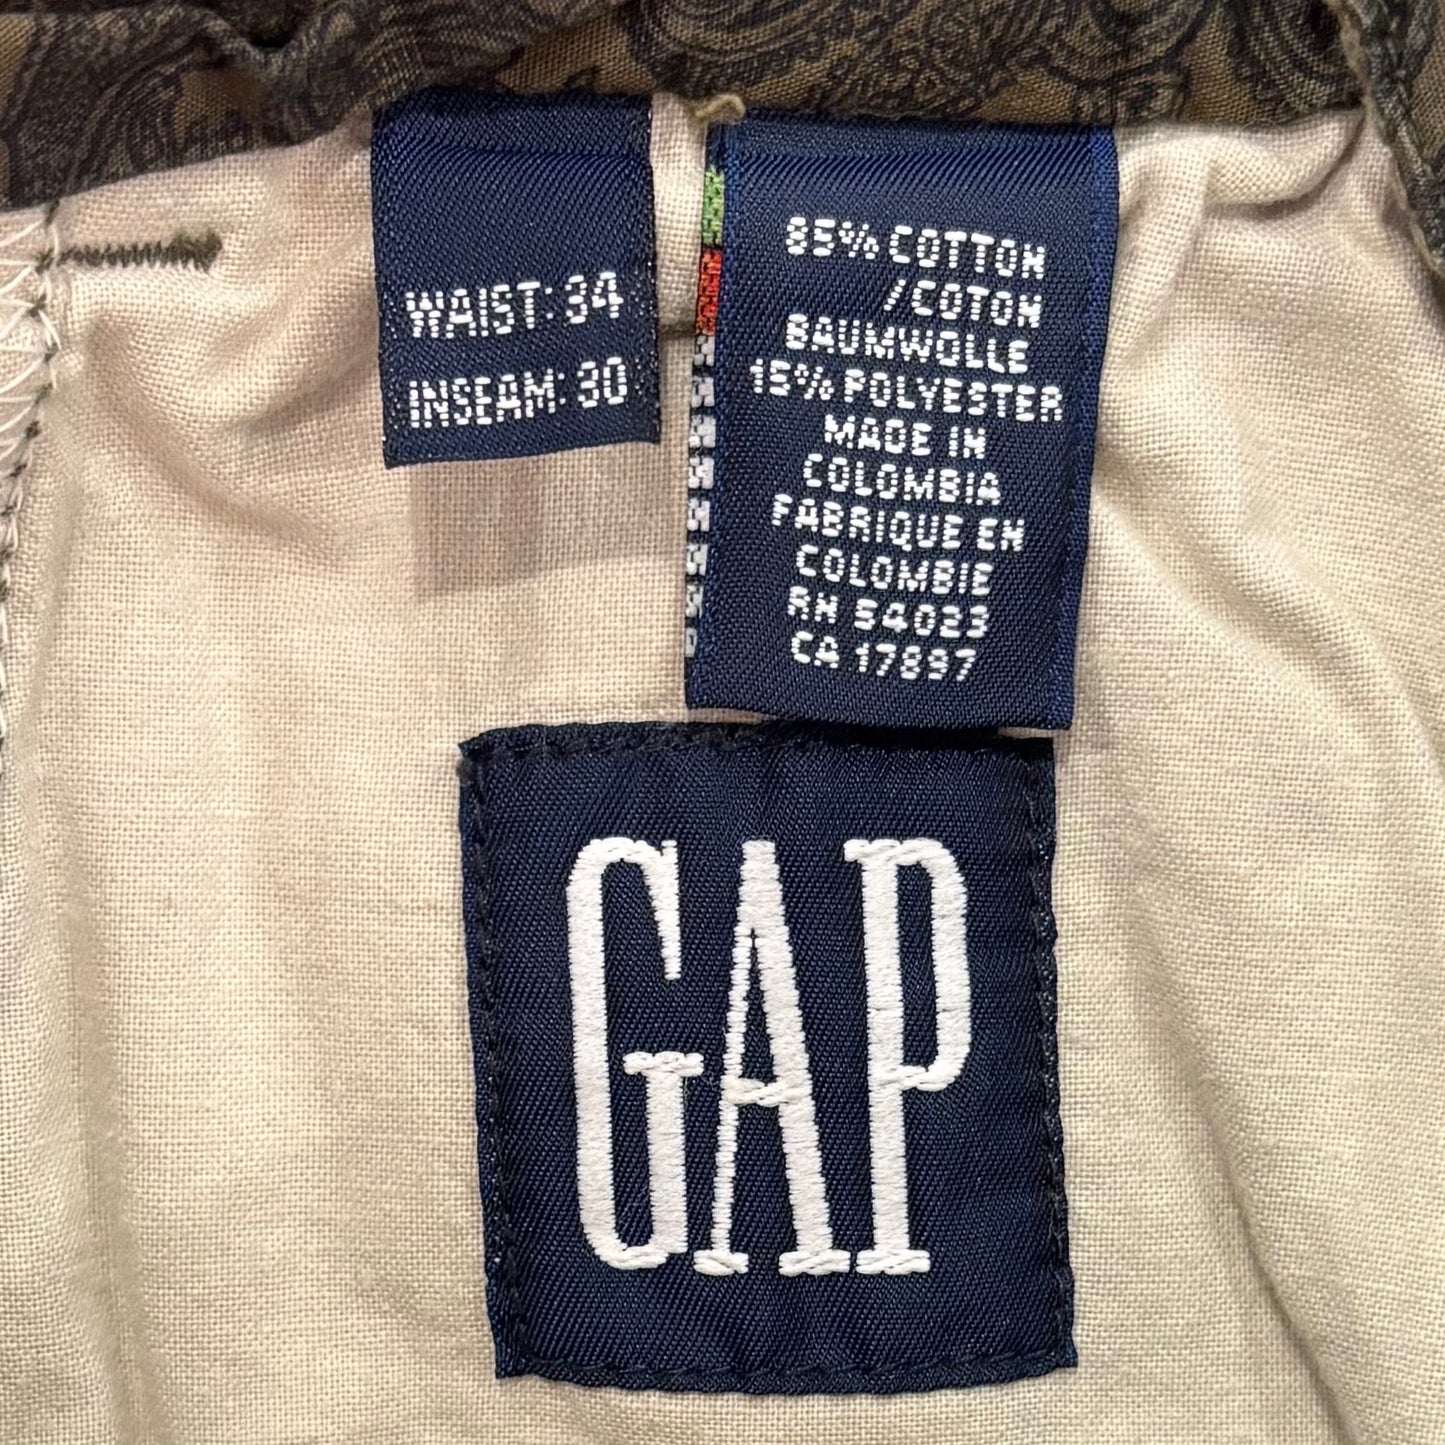 WAIST: 34
INSEAM: 30
85% COTTON
/COTON
BAUMWOLLE
15% POLYESTER
MADE IN
COLOMBIA
FABRIQUE EN
COLOMBIE
RN 54023
CA 17897
GAP